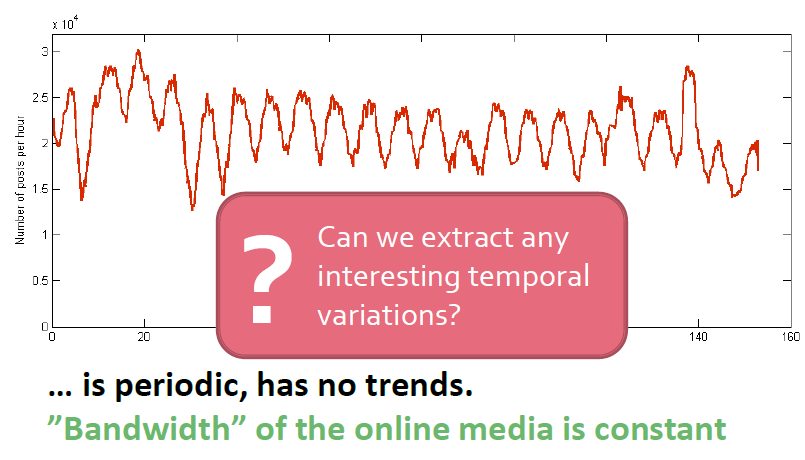 x 10⁴
3
2.5
2
1.5
1
0.5
0
Number of posts per hour
0 20 140 160
?
Can we extract any
interesting temporal
variations?
... is periodic, has no trends.
”Bandwidth” of the online media is constant